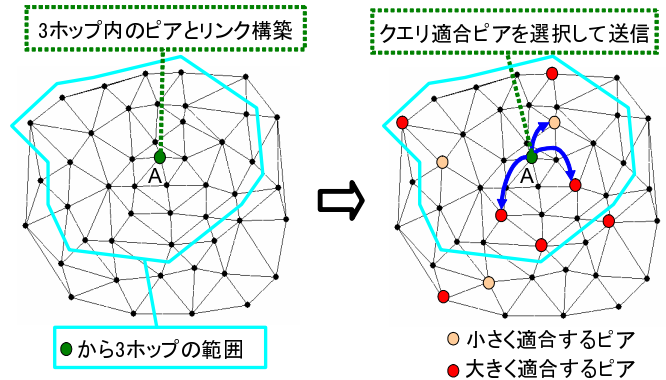 3ホップ内のピアとリンク構築
クエリ適合ピアを選択して送信
A
A
から3ホップの範囲
小さく適合するピア
大きく適合するピア